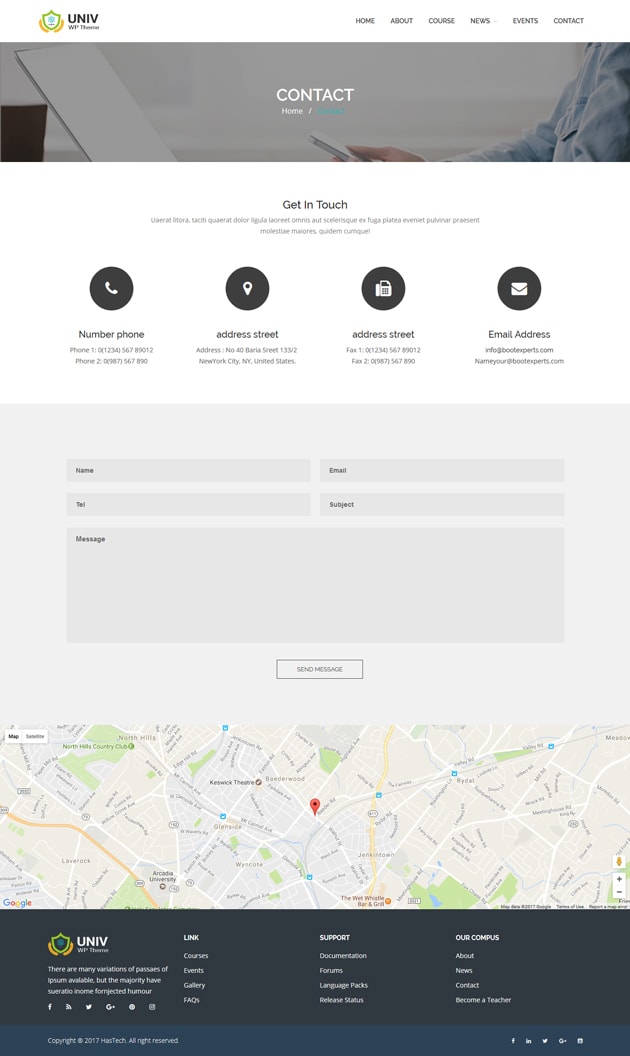 UNIV
WP Theme
HOME ABOUT COURSE NEWS EVENTS CONTACT
CONTACT
Home / Contact
Get In Touch
Uaerat litora, taciti quaerat dolor ligula laoreet omnis aut scelerisque ex fuga platea eveniet pulvinar praesent
molestiae maiores, quidem cumque!
Number phone
Phone 1: 0(1234) 567 89012
Phone 2: 0(987) 567 890
address street
Address : No 40 Baria Sreet 133/2
NewYork City, NY, United States.
address street
Fax 1: 0(1234) 567 89012
Fax 2: 0(987) 567 890
Email Address
info@bootexperts.com
Nameyour@bootexperts.com
Name
Email
Tel
Subject
Message
SEND MESSAGE
Map Satellite
North Hills
North Hills Country Club
Meadow
Keswick Theatre
Baederwood
Rydal
Glenside
Jenkintown
Laverock
Wyncote
Arcadia
University
The Wet Whistle
Bar & Grill
Google
Map data ©2017 Google Terms of Use Report a map error
UNIV
WP Theme
There are many variations of passaes of
Ipsum avalable, but the majority have
sueratio inome fornjected humour
LINK
Courses
Events
Gallery
FAQs
SUPPORT
Documentation
Forums
Language Packs
Release Status
OUR COMPUS
About
News
Contact
Become a Teacher
Copyright ® 2017 HasTech. All right reserved.